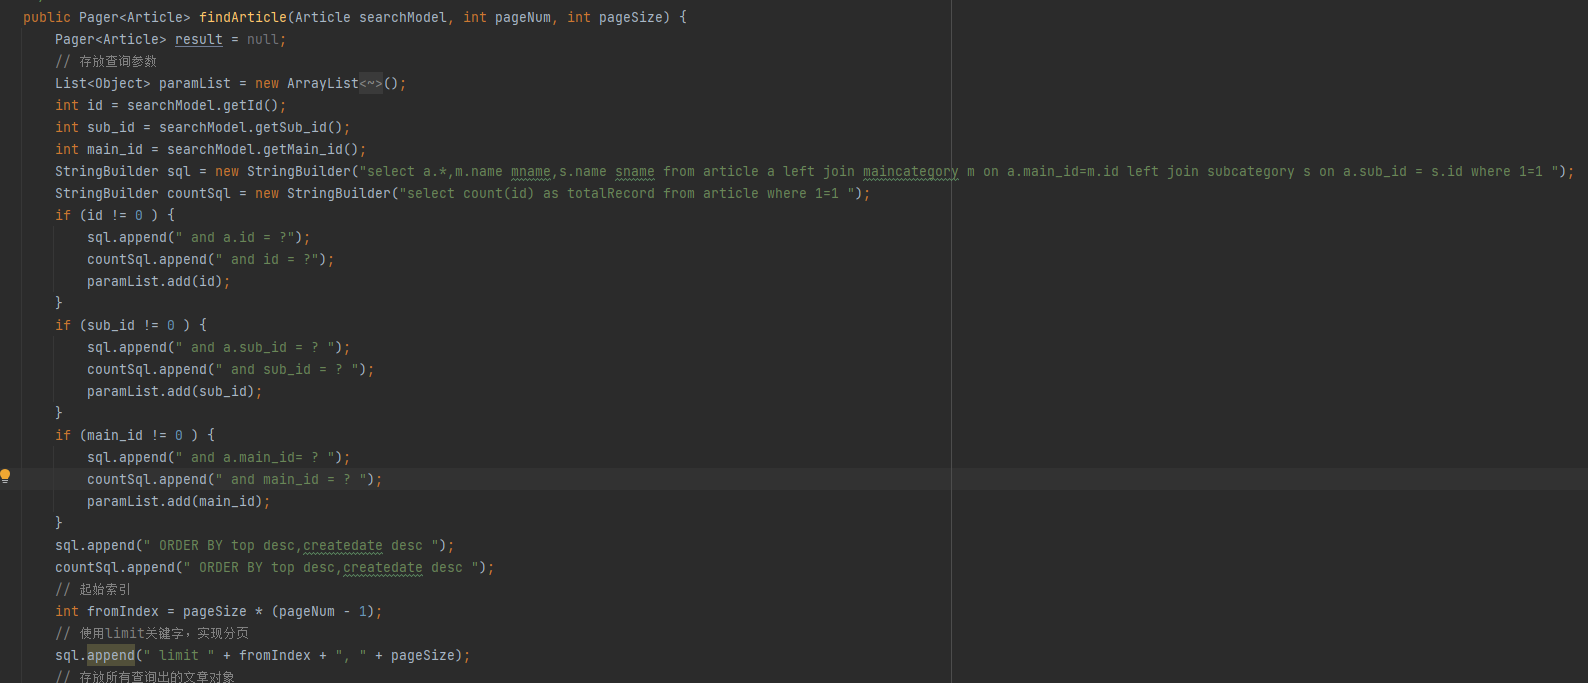 public Pager<Article> findArticle(Article searchModel, int pageNum, int pageSize) {
Pager<Article> result = null;
// 存放查询参数
List<Object> paramList = new ArrayList<~>();
int id = searchModel.getId();
int sub_id = searchModel.getSub_id();
int main_id = searchModel.getMain_id();
StringBuilder sql = new StringBuilder("select a.*,m.name mname,s.name sname from article a left join maincategory m on a.main_id=m.id left join subcategory s on a.sub_id = s.id where 1=1 ");
StringBuilder countSql = new StringBuilder("select count(id) as totalRecord from article where 1=1 ");
if (id != 0 ) {
sql.append(" and a.id = ?");
countSql.append(" and id = ?");
paramList.add(id);
}
if (sub_id != 0 ) {
sql.append(" and a.sub_id = ? ");
countSql.append(" and sub_id = ? ");
paramList.add(sub_id);
}
if (main_id != 0 ) {
sql.append(" and a.main_id= ? ");
countSql.append(" and main_id = ? ");
paramList.add(main_id);
}
sql.append(" ORDER BY top desc,createdate desc ");
countSql.append(" ORDER BY top desc,createdate desc ");
// 起始索引
int fromIndex = pageSize * (pageNum - 1);
// 使用limit关键字，实现分页
sql.append(" limit " + fromIndex + ", " + pageSize);
// 存放所有查询出的文章对象